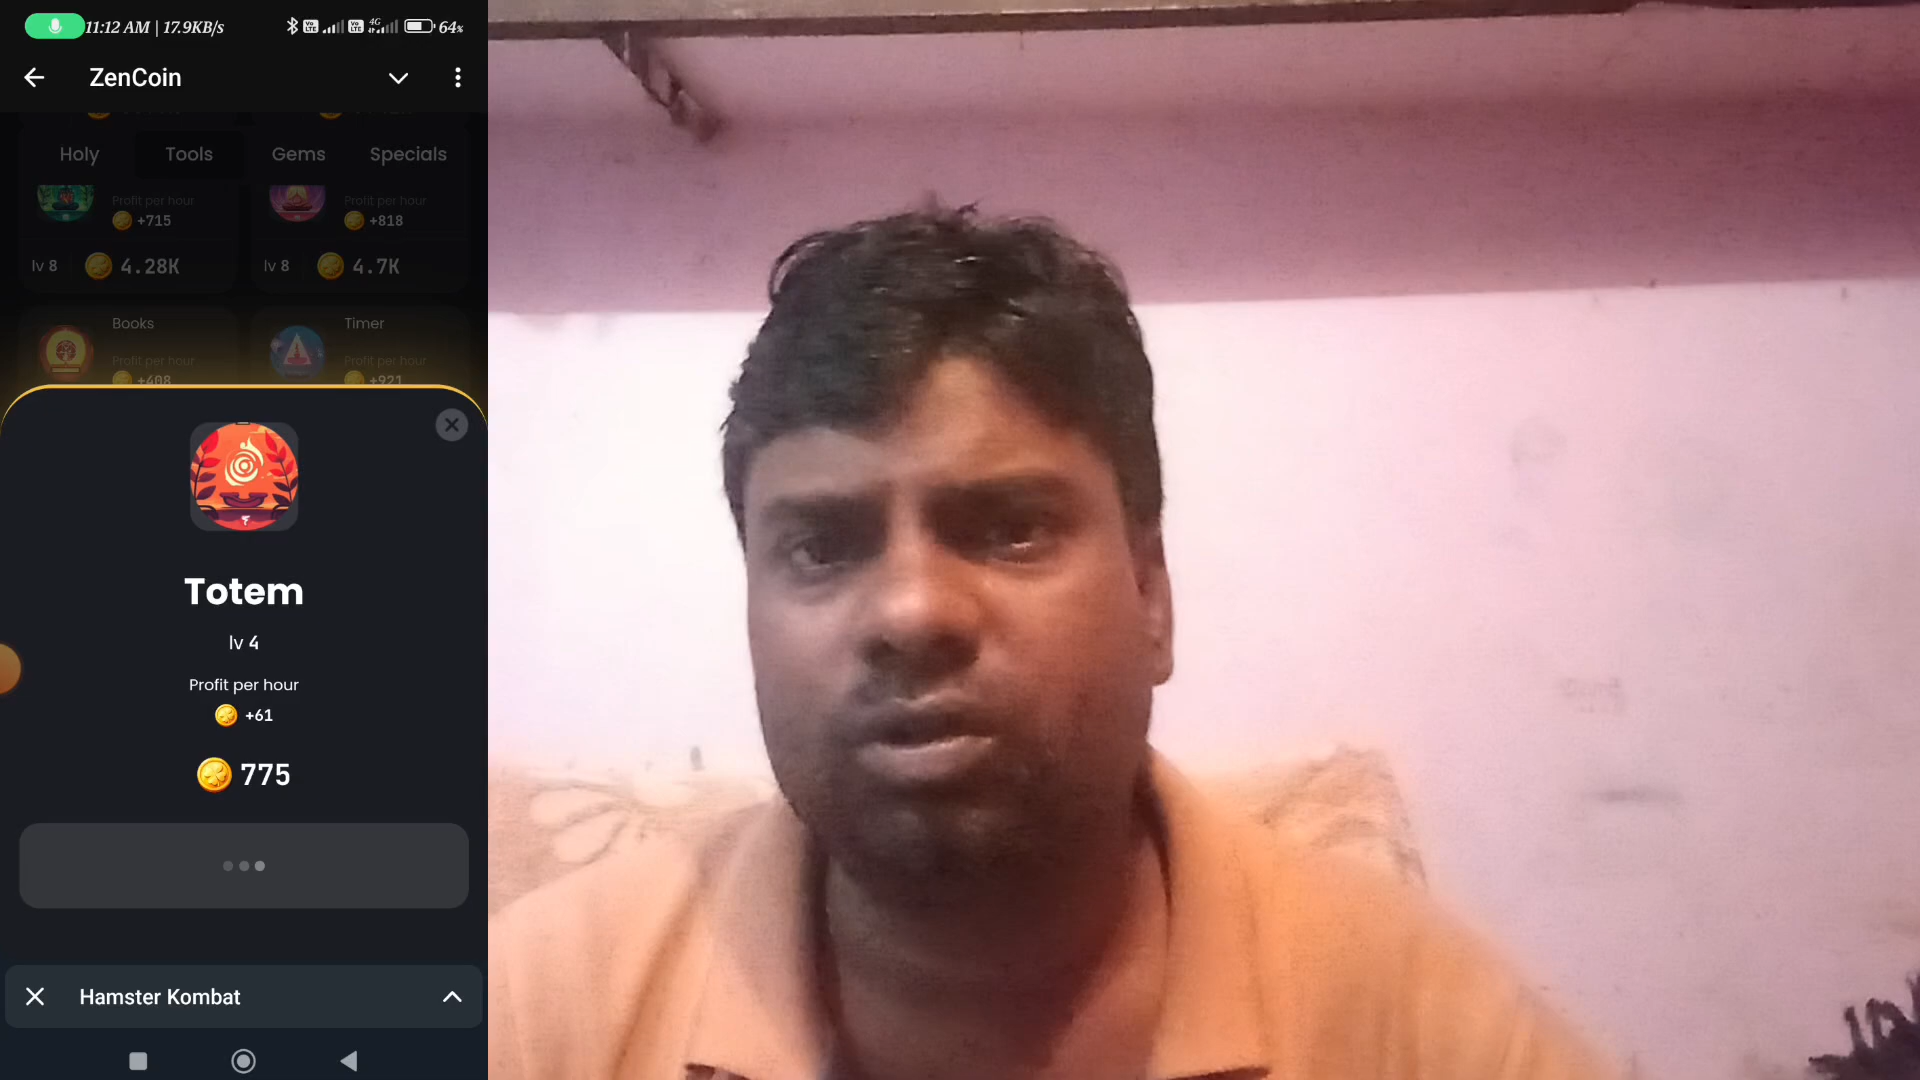 11:12 AM | 17.9KB/s
4G
64%
ZenCoin
Holy
Tools
Gems
Specials
Profit per hour
+715
Profit per hour
+818
lv 8
4.28K
lv 8
4.7K
Books
Timer
Profit per hour
+408
Profit per hour
+921
Totem
lv 4
Profit per hour
+61
775
Hamster Kombat